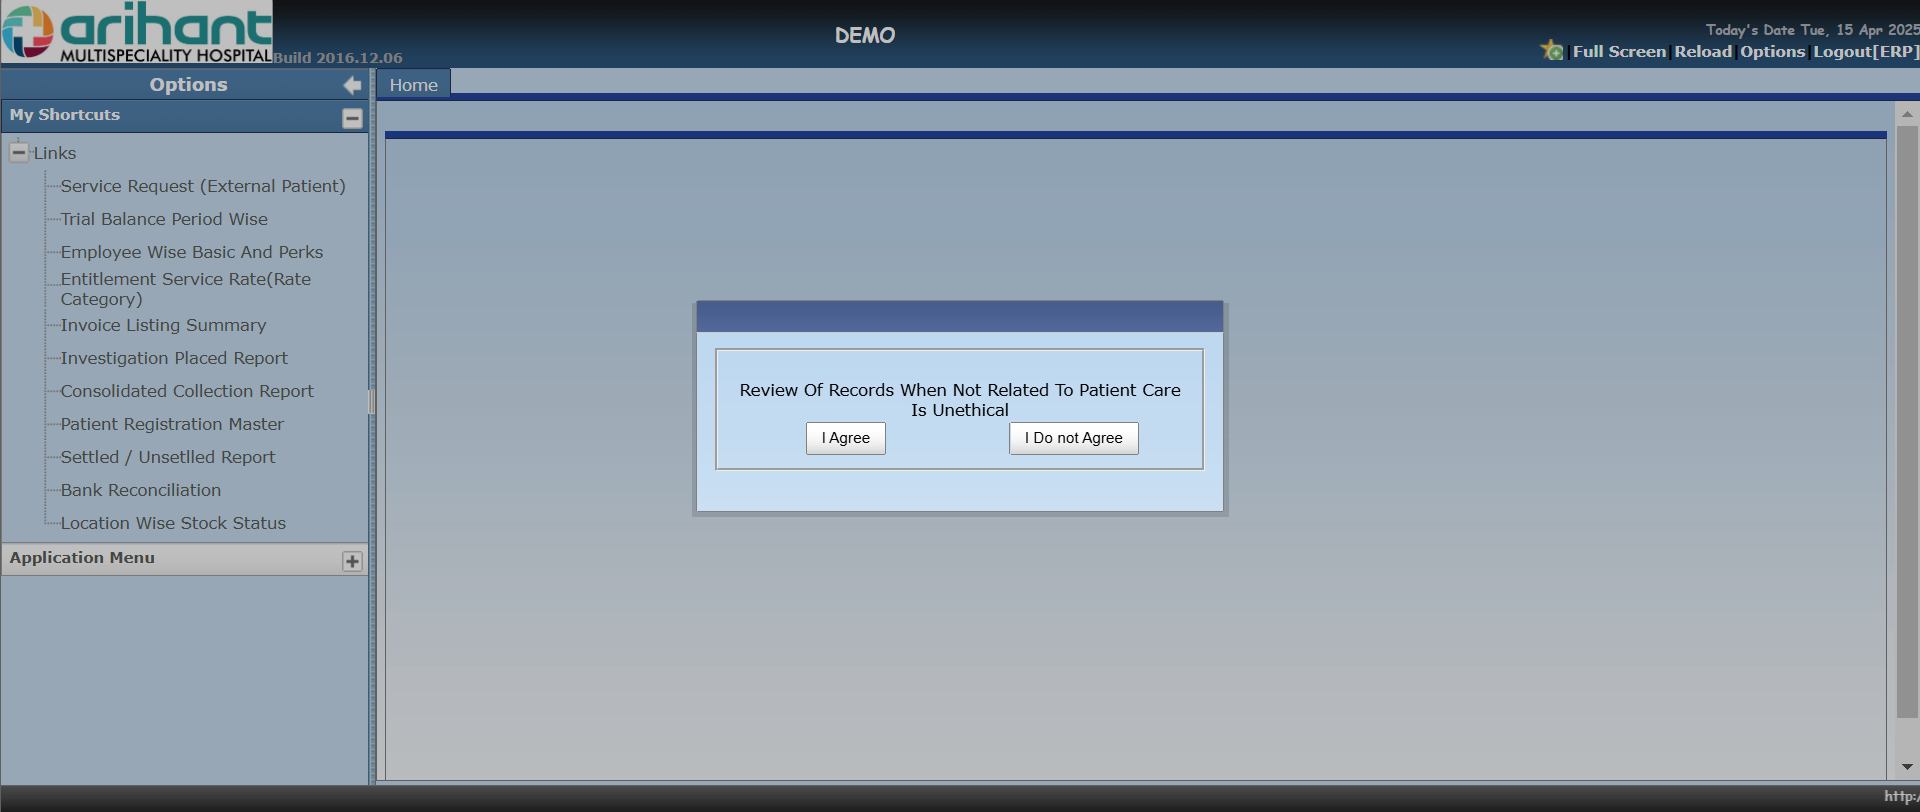 arihant
MULTISPECIALITY HOSPITAL
Build 2016.12.06
DEMO
Today's Date Tue, 15 Apr 2025
|Full Screen|Reload|Options|Logout[ERP]
Options
Home
My Shortcuts
Links
Service Request (External Patient)
Trial Balance Period Wise
Employee Wise Basic And Perks
Entitlement Service Rate(Rate
Category)
Invoice Listing Summary
Investigation Placed Report
Consolidated Collection Report
Patient Registration Master
Settled / Unsetlled Report
Bank Reconciliation
Location Wise Stock Status
Application Menu
Review Of Records When Not Related To Patient Care
Is Unethical
I Agree
I Do not Agree
http:/